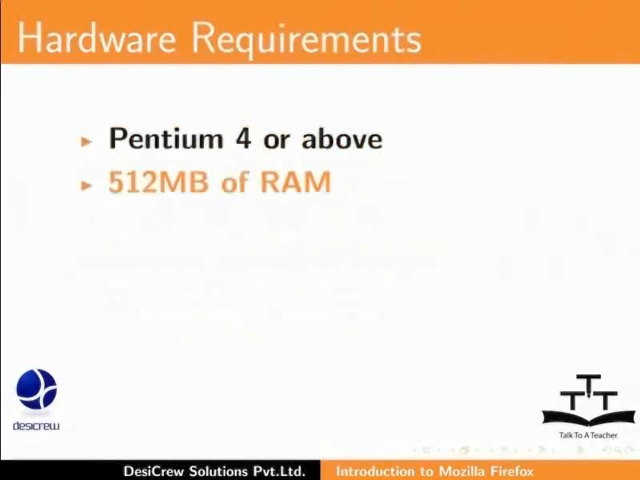 Hardware Requirements
Pentium 4 or above
512MB of RAM
desicrew
TTT
Talk To A Teacher
DesiCrew Solutions Pvt.Ltd. Introduction to Mozilla Firefox